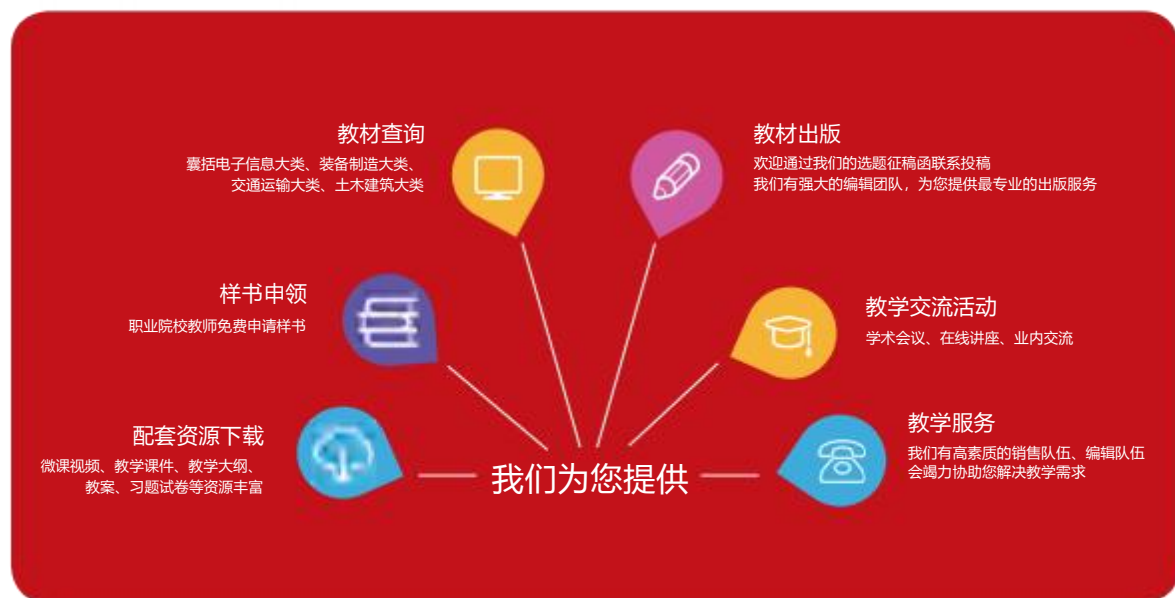 教材查询
囊括电子信息大类、装备制造大类、
交通运输大类、土木建筑大类
教材出版
欢迎通过我们的选题征稿函联系投稿
我们有强大的编辑团队，为您提供最专业的出版服务
样书申领
职业院校教师免费申请样书
教学交流活动
学术会议、在线讲座、业内交流
配套资源下载
微课视频、教学课件、教学大纲、
教案、习题试卷等资源丰富
教学服务
我们有高素质的销售队伍、编辑队伍
会竭力协助您解决教学需求
我们为您提供